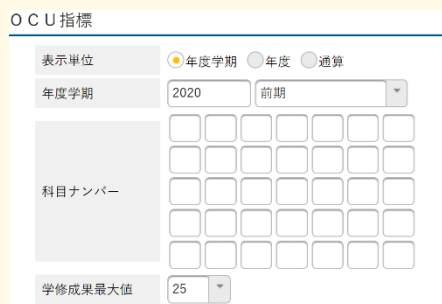 ＯＣＵ指標
表示単位 年度学期 年度 通算
年度学期 2020 前期
科目ナンバー
学修成果最大値 25